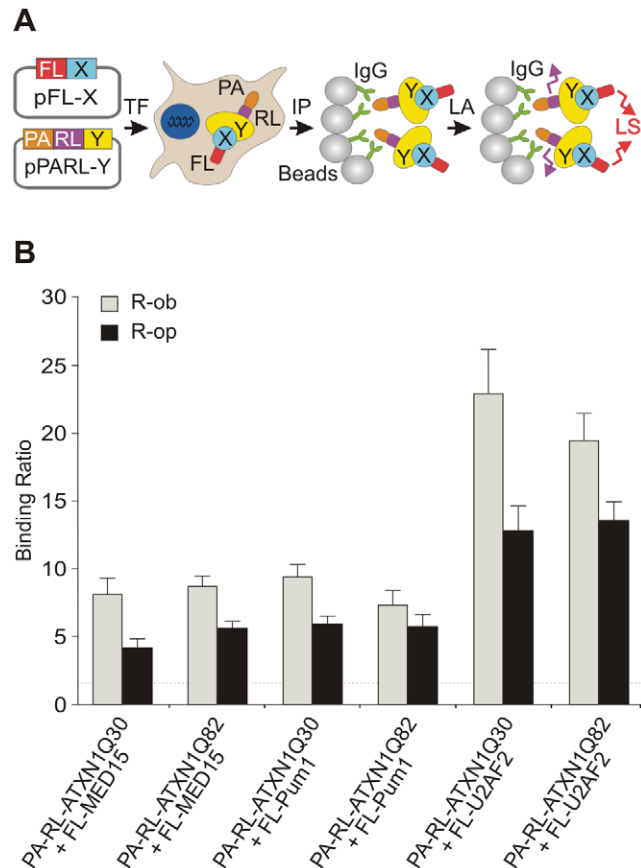 A
FL X
pFL-X
PA RL Y
pPARL-Y
TF
PA
RL
Y
X
FL
IP
IgG
Y
X
Y
X
Beads
LA
IgG
Y
X
Y
X
LS
B
R-ob
R-op
Binding Ratio
30
25
20
15
10
5
0
PA-RL-ATXN1Q30
+ FL-MED15
PA-RL-ATXN1Q82
+ FL-MED15
PA-RL-ATXN1Q30
+ FL-Pum1
PA-RL-ATXN1Q82
+ FL-Pum1
PA-RL-ATXN1Q30
+ FL-U2AF2
PA-RL-ATXN1Q82
+ FL-U2AF2